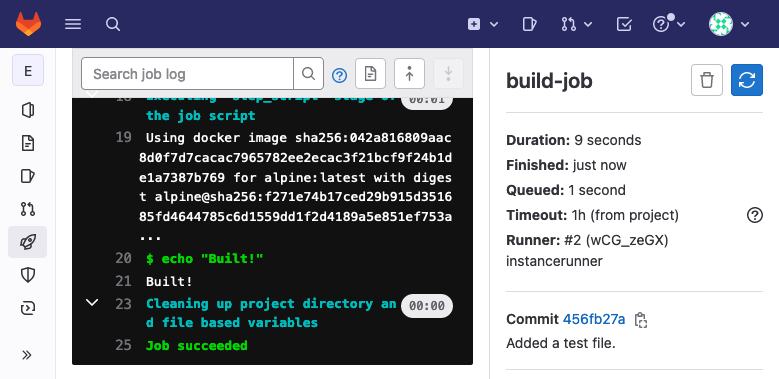 E
Search job log
18 Executing "step_script" stage of 00:01
the job script
19 Using docker image sha256:042a816809aac
8d0f7d7cacac7965782ee2ecac3f21bcf9f24b1d
e1a7387b769 for alpine:latest with diges
t alpine@sha256:f271e74b17ced29b915d3516
85fd4644785c6d1559dd1f2d4189a5e851ef753a
...
20 $ echo "Built!"
21 Built!
23 Cleaning up project directory an 00:00
d file based variables
25 Job succeeded
build-job
Duration: 9 seconds
Finished: just now
Queued: 1 second
Timeout: 1h (from project)
Runner: #2 (wCG_zeGX)
instancerunner
Commit 456fb27a
Added a test file.